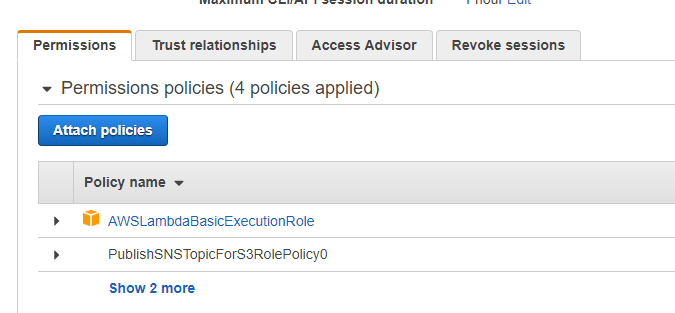 Maximum CLI/API session duration 1 hour Edit
Permissions Trust relationships Access Advisor Revoke sessions
Permissions policies (4 policies applied)
Attach policies
Policy name
AWSLambdaBasicExecutionRole
PublishSNSTopicForS3RolePolicy0
Show 2 more